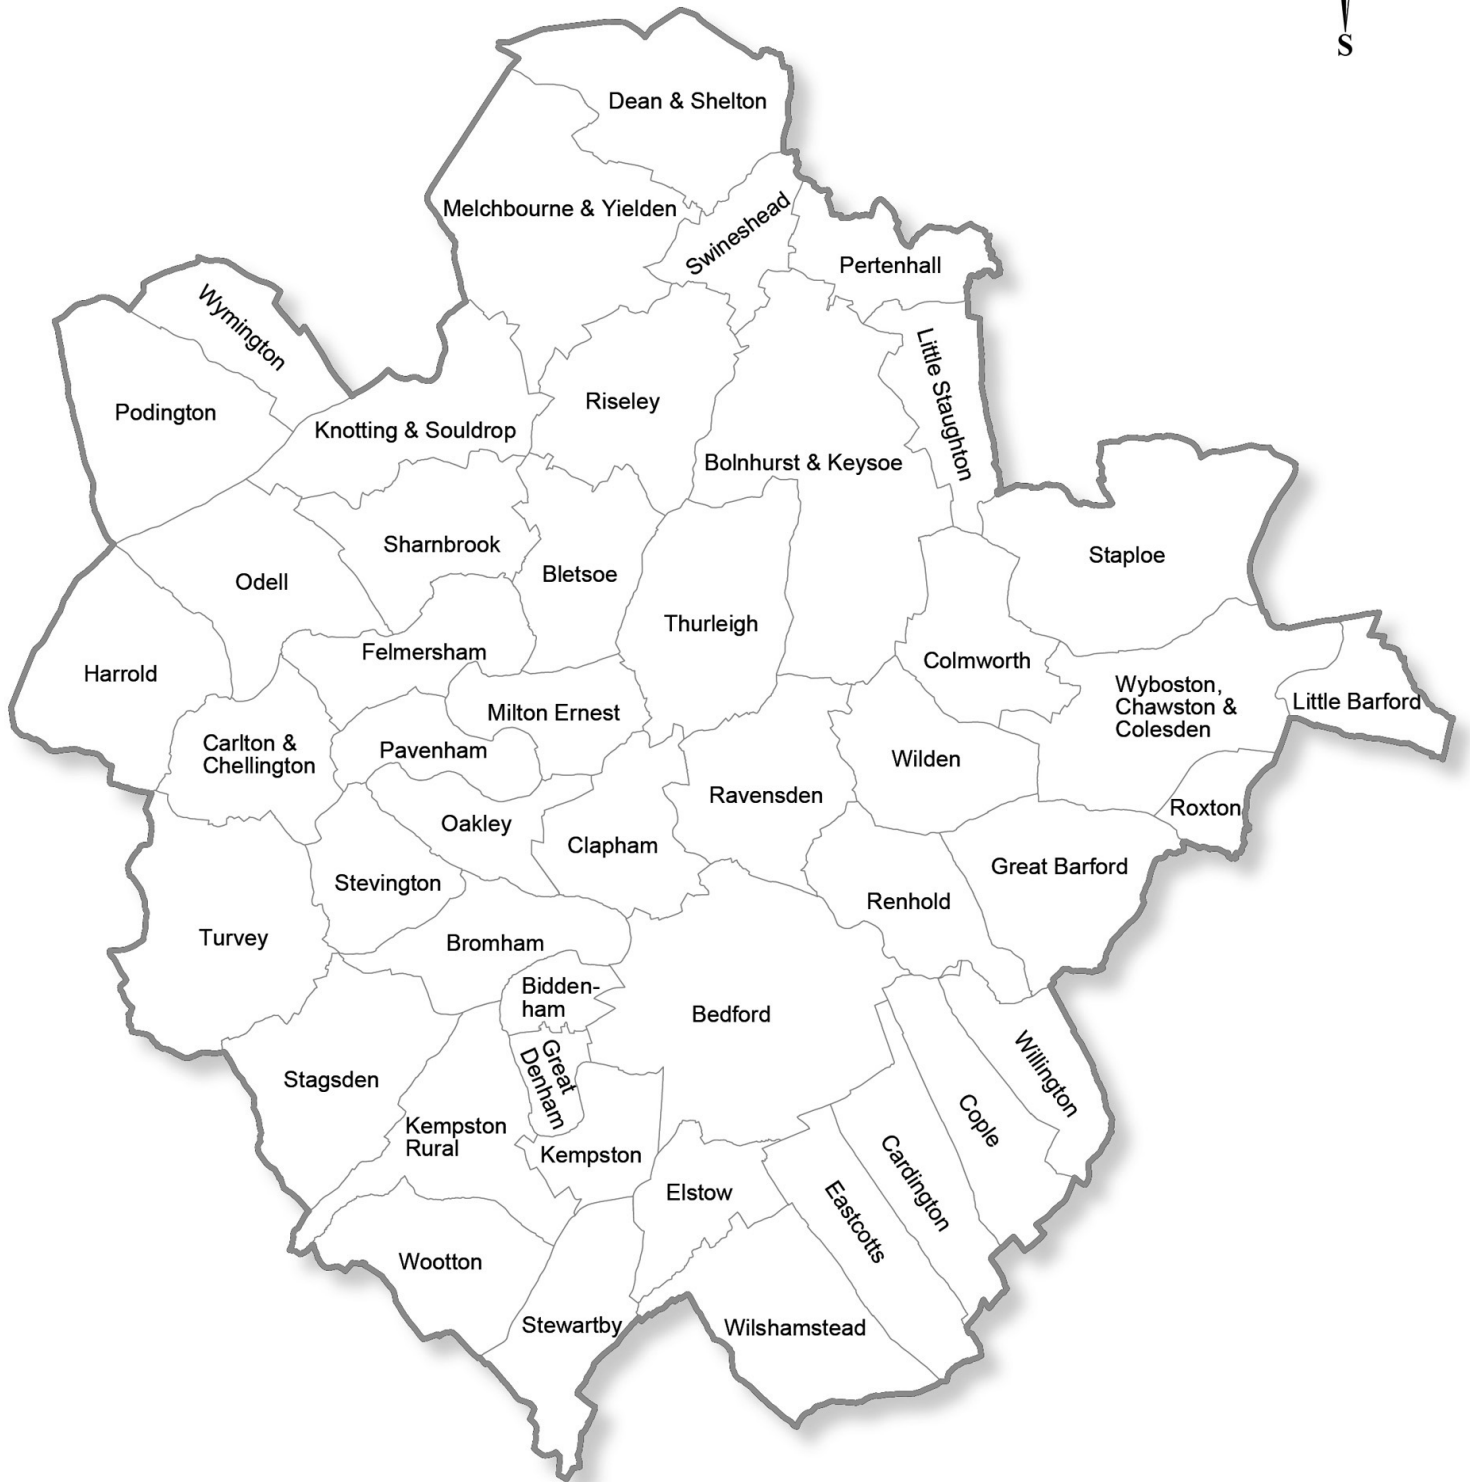 S
Dean & Shelton
Melchbourne & Yielden
Swineshead
Pertenhall
Wymington
Podington
Knotting & Souldrop
Riseley
Little Staughton
Bolnhurst & Keysoe
Sharnbrook
Staploe
Odell
Bletsoe
Thurleigh
Felmersham
Harrold
Colmworth
Wyboston,
Chawston &
Colesden
Little Barford
Milton Ernest
Carlton &
Chellington
Pavenham
Wilden
Ravensden
Roxton
Oakley
Clapham
Great Barford
Stevington
Renhold
Turvey
Bromham
Bidden-
ham
Bedford
Great
Denham
Stagsden
Willington
Cople
Kempston
Rural
Kempston
Cardington
Elstow
Eastcotts
Wootton
Stewartby
Wilshamstead